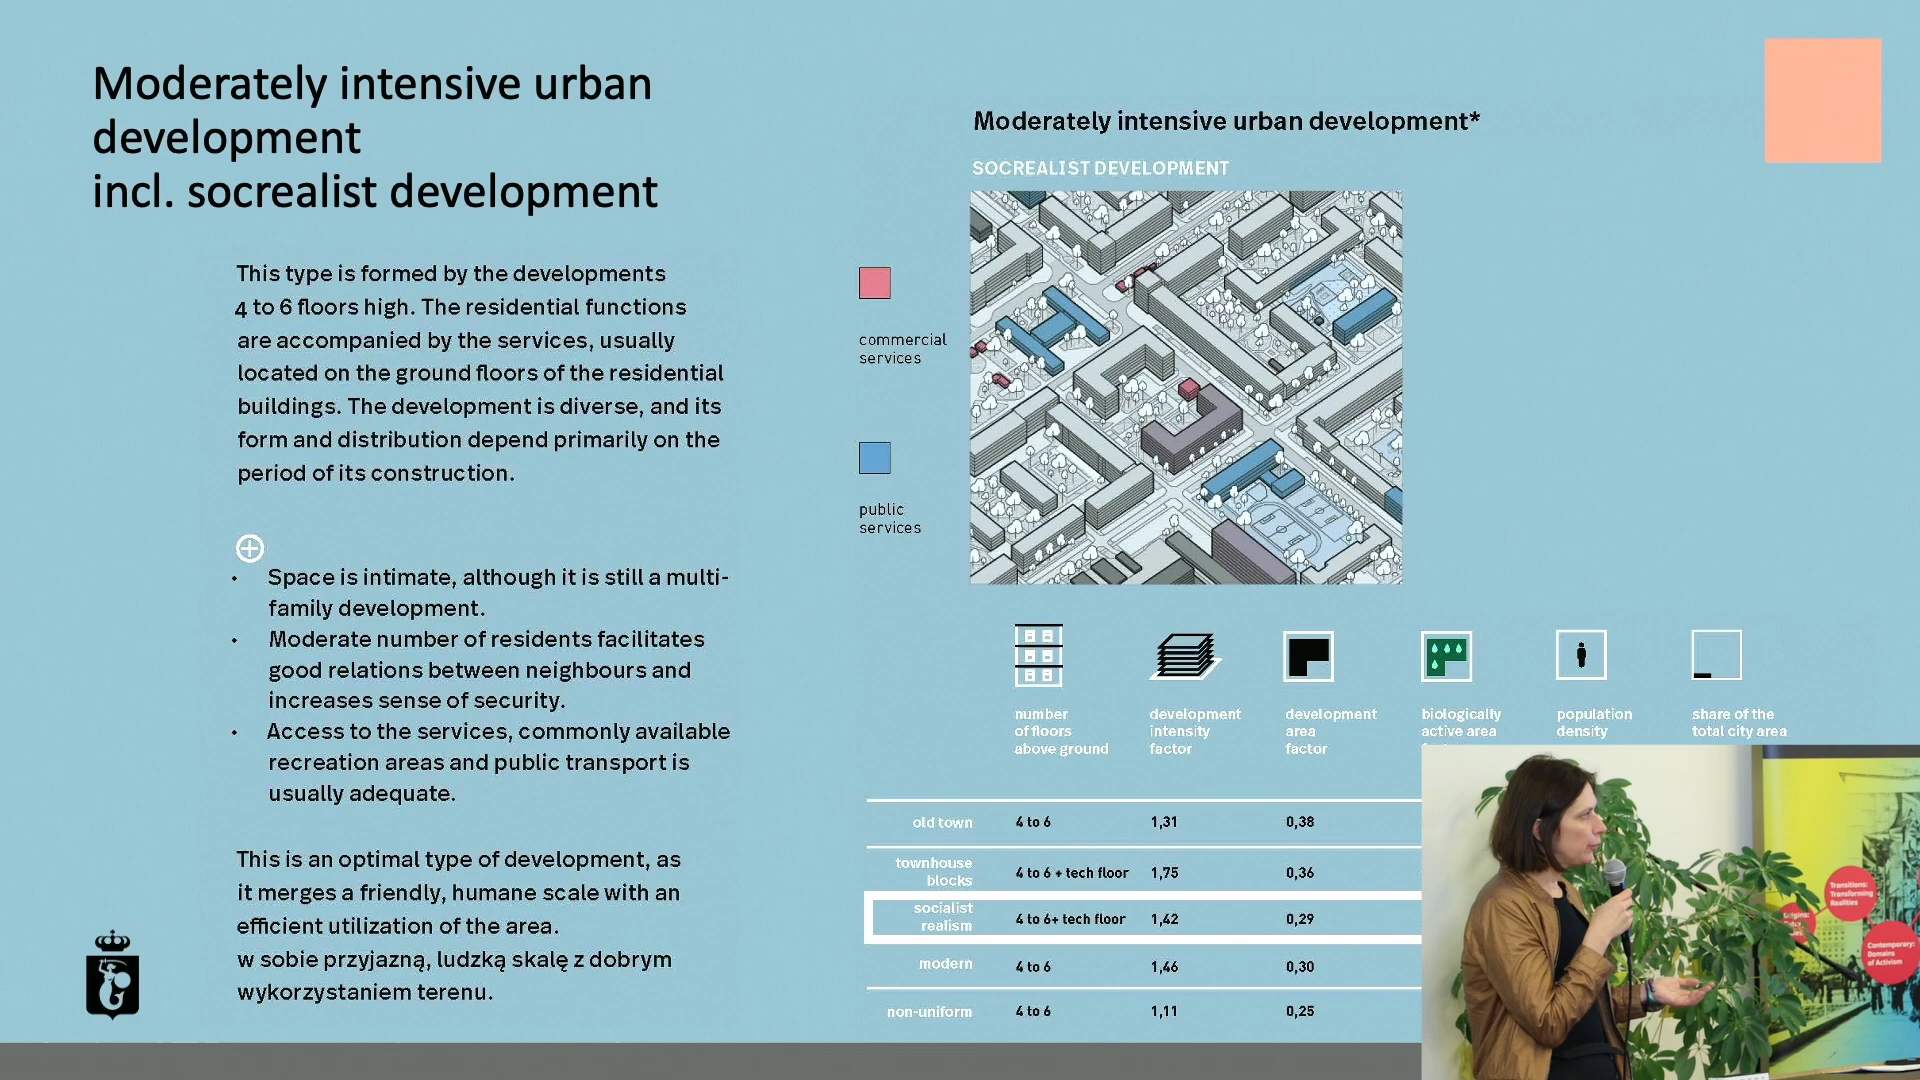 Moderately intensive urban
development
incl. socrealist development
This type is formed by the developments
4 to 6 floors high. The residential functions
are accompanied by the services, usually
located on the ground floors of the residential
buildings. The development is diverse, and its
form and distribution depend primarily on the
period of its construction.
• Space is intimate, although it is still a multi-
family development.
• Moderate number of residents facilitates
good relations between neighbours and
increases sense of security.
• Access to the services, commonly available
recreation areas and public transport is
usually adequate.
This is an optimal type of development, as
it merges a friendly, humane scale with an
efficient utilization of the area.
w sobie przyjazną, ludzką skalę z dobrym
wykorzystaniem terenu.
Moderately intensive urban development*
SOCREALIST DEVELOPMENT
commercial
services
public
services
number
of floors
above ground
development
intensity
factor
development
area
factor
biologically
active area
population
density
share of the
total city area
old town 4 to 6 1,31 0,38
townhouse
blocks 4 to 6 + tech floor 1,75 0,36
socialist
realism 4 to 6+ tech floor 1,42 0,29
modern 4 to 6 1,46 0,30
non-uniform 4 to 6 1,11 0,25
Transitions:
Transforming
Realities
Contemporary:
Domains
of Activism